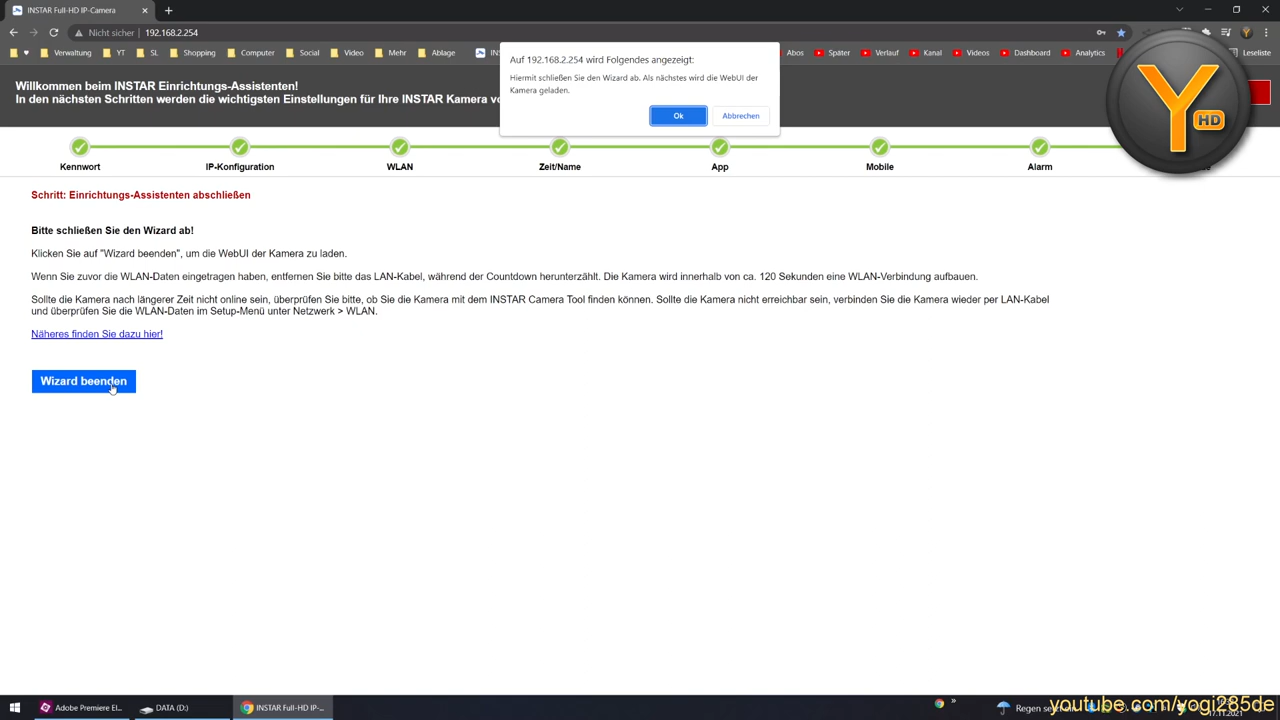 INSTAR Full-HD IP-Camera
Nicht sicher 192.168.2.254
Verwaltung YT SL Shopping Computer Social Video Mehr Ablage Abos Später Verlauf Kanal Videos Dashboard Analytics Leseliste
Auf 192.168.2.254 wird Folgendes angezeigt:
Hiermit schließen Sie den Wizard ab. Als nächstes wird die WebUI der
Kamera geladen.
Ok Abbrechen
Willkommen beim INSTAR Einrichtungs-Assistenten!
In den nächsten Schritten werden die wichtigsten Einstellungen für Ihre INSTAR Kamera
Y HD
Kennwort IP-Konfiguration WLAN Zeit/Name App Mobile Alarm
Schritt: Einrichtungs-Assistenten abschließen
Bitte schließen Sie den Wizard ab!
Klicken Sie auf "Wizard beenden", um die WebUI der Kamera zu laden.
Wenn Sie zuvor die WLAN-Daten eingetragen haben, entfernen Sie bitte das LAN-Kabel, während der Countdown herunterzählt. Die Kamera wird innerhalb von ca. 120 Sekunden eine WLAN-Verbindung aufbauen.
Sollte die Kamera nach längerer Zeit nicht online sein, überprüfen Sie bitte, ob Sie die Kamera mit dem INSTAR Camera Tool finden können. Sollte die Kamera nicht erreichbar sein, verbinden Sie die Kamera wieder per LAN-Kabel
und überprüfen Sie die WLAN-Daten im Setup-Menü unter Netzwerk > WLAN.
Näheres finden Sie dazu hier!
Wizard beenden
Adobe Premiere El... DATA (D:) INSTAR Full-HD IP-... Regen
youtube.com/yogi285de
17.11.2021